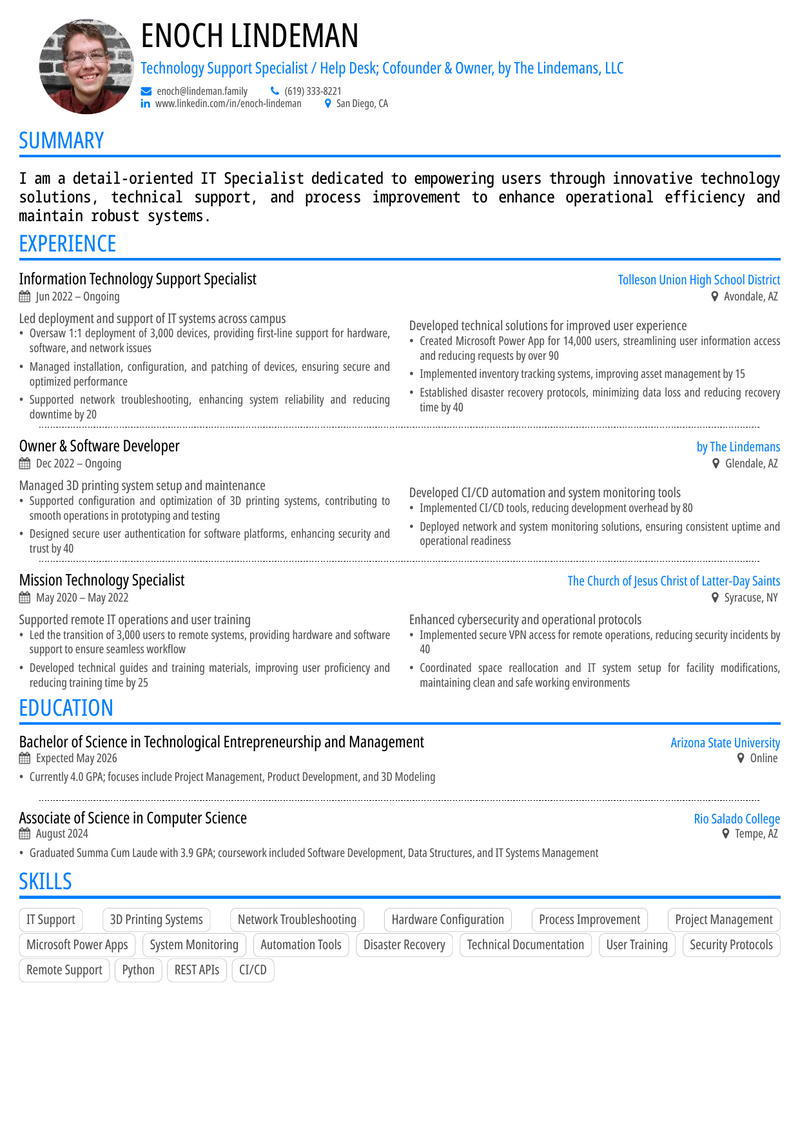 ENOCH LINDEMAN
Technology Support Specialist / Help Desk; Cofounder & Owner, by The Lindemans, LLC
enoch@lindeman.family (619) 333-8221
www.linkedin.com/in/enoch-lindeman San Diego, CA
SUMMARY
I am a detail-oriented IT Specialist dedicated to empowering users through innovative technology
solutions, technical support, and process improvement to enhance operational efficiency and
maintain robust systems.
EXPERIENCE
Information Technology Support Specialist Tolleson Union High School District
Jun 2022 – Ongoing Avondale, AZ
Led deployment and support of IT systems across campus
• Oversaw 1:1 deployment of 3,000 devices, providing first-line support for hardware,
software, and network issues
• Managed installation, configuration, and patching of devices, ensuring secure and
optimized performance
• Supported network troubleshooting, enhancing system reliability and reducing
downtime by 20
Developed technical solutions for improved user experience
• Created Microsoft Power App for 14,000 users, streamlining user information access
and reducing requests by over 90
• Implemented inventory tracking systems, improving asset management by 15
• Established disaster recovery protocols, minimizing data loss and reducing recovery
time by 40
Owner & Software Developer by The Lindemans
Dec 2022 – Ongoing Glendale, AZ
Managed 3D printing system setup and maintenance
• Supported configuration and optimization of 3D printing systems, contributing to
smooth operations in prototyping and testing
• Designed secure user authentication for software platforms, enhancing security and
trust by 40
Developed CI/CD automation and system monitoring tools
• Implemented CI/CD tools, reducing development overhead by 80
• Deployed network and system monitoring solutions, ensuring consistent uptime and
operational readiness
Mission Technology Specialist The Church of Jesus Christ of Latter-Day Saints
May 2020 – May 2022 Syracuse, NY
Supported remote IT operations and user training
• Led the transition of 3,000 users to remote systems, providing hardware and software
support to ensure seamless workflow
• Developed technical guides and training materials, improving user proficiency and
reducing training time by 25
Enhanced cybersecurity and operational protocols
• Implemented secure VPN access for remote operations, reducing security incidents by
40
• Coordinated space reallocation and IT system setup for facility modifications,
maintaining clean and safe working environments
EDUCATION
Bachelor of Science in Technological Entrepreneurship and Management Arizona State University
Expected May 2026 Online
• Currently 4.0 GPA; focuses include Project Management, Product Development, and 3D Modeling
Associate of Science in Computer Science Rio Salado College
August 2024 Tempe, AZ
• Graduated Summa Cum Laude with 3.9 GPA; coursework included Software Development, Data Structures, and IT Systems Management
SKILLS
IT Support 3D Printing Systems Network Troubleshooting Hardware Configuration Process Improvement Project Management
Microsoft Power Apps System Monitoring Automation Tools Disaster Recovery Technical Documentation User Training Security Protocols
Remote Support Python REST APIs CI/CD